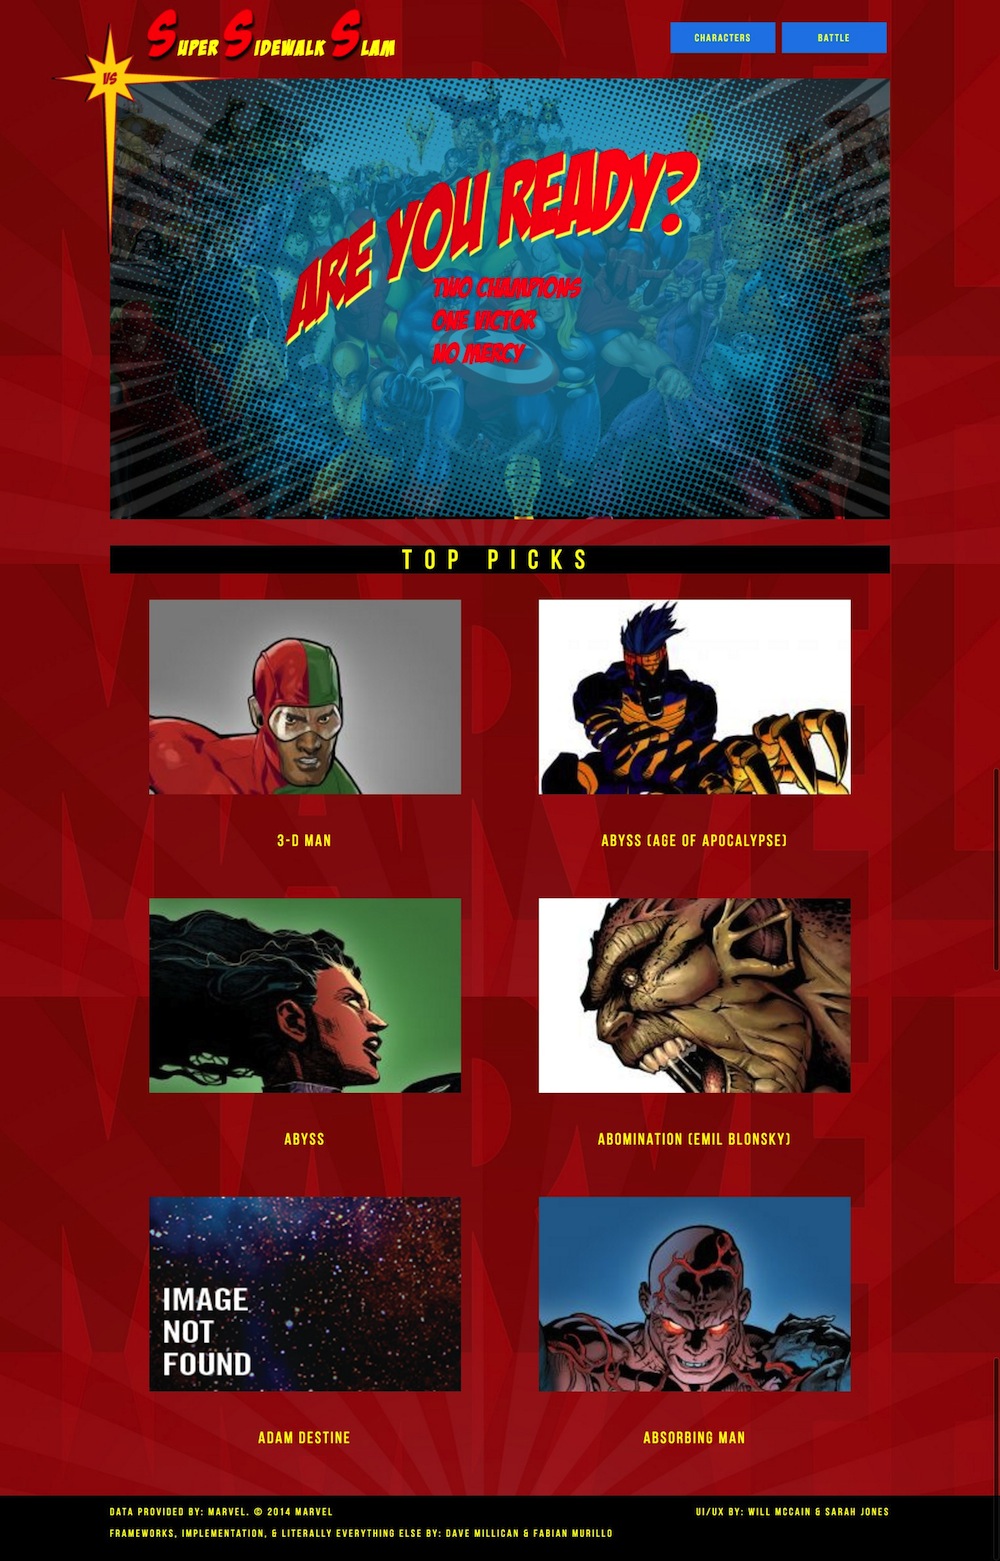 SUPER SIDEWALK SLAM
CHARACTERS
BATTLE
VS
ARE YOU READY?
TWO CHAMPIONS
ONE VICTOR
NO MERCY
TOP PICKS
3-D MAN
ABYSS (AGE OF APOCALYPSE)
ABYSS
ABOMINATION (EMIL BLONSKY)
IMAGE
NOT
FOUND
ADAM DESTINE
ABSORBING MAN
DATA PROVIDED BY: MARVEL. © 2014 MARVEL
UI/UX BY: WILL MCCAIN & SARAH JONES
FRAMEWORKS, IMPLEMENTATION, & LITERALLY EVERYTHING ELSE BY: DAVE MILLICAN & FABIAN MURILLO
MARVEL
MARVEL
MARVEL